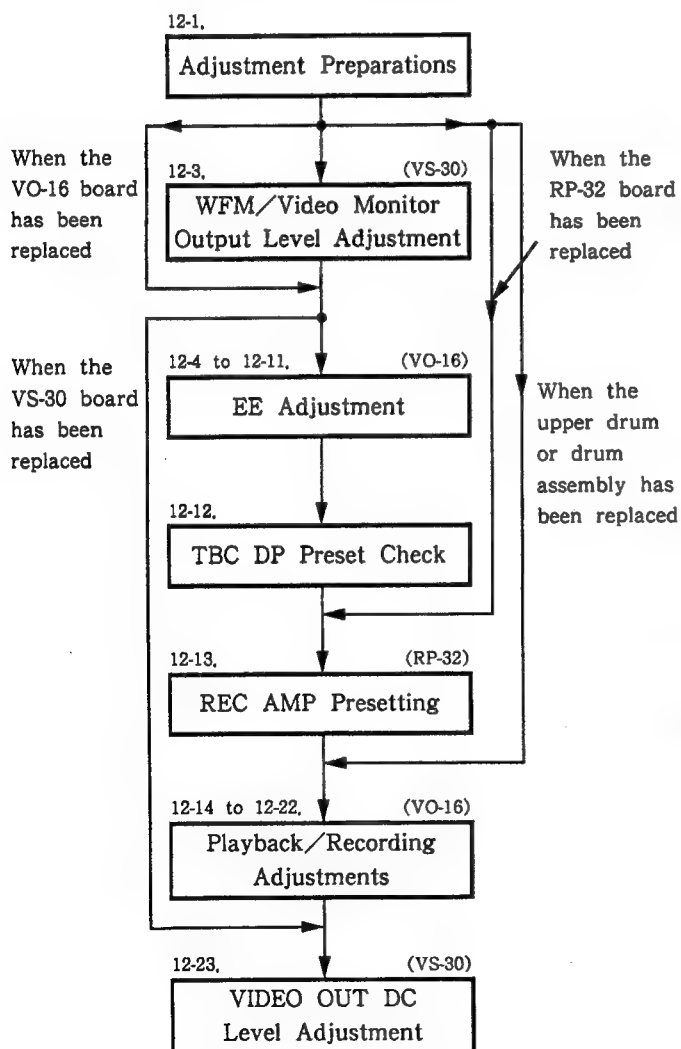 12-1.
Adjustment Preparations
When the
VO-16 board
has been
replaced
12-3. (VS-30)
WFM/Video Monitor
Output Level Adjustment
When the
RP-32 board
has been
replaced
When the
VS-30 board
has been
replaced
12-4 to 12-11. (VO-16)
EE Adjustment
When the
upper drum
or drum
assembly has
been replaced
12-12.
TBC DP Preset Check
12-13. (RP-32)
REC AMP Presetting
12-14 to 12-22. (VO-16)
Playback/Recording
Adjustments
12-23. (VS-30)
VIDEO OUT DC
Level Adjustment